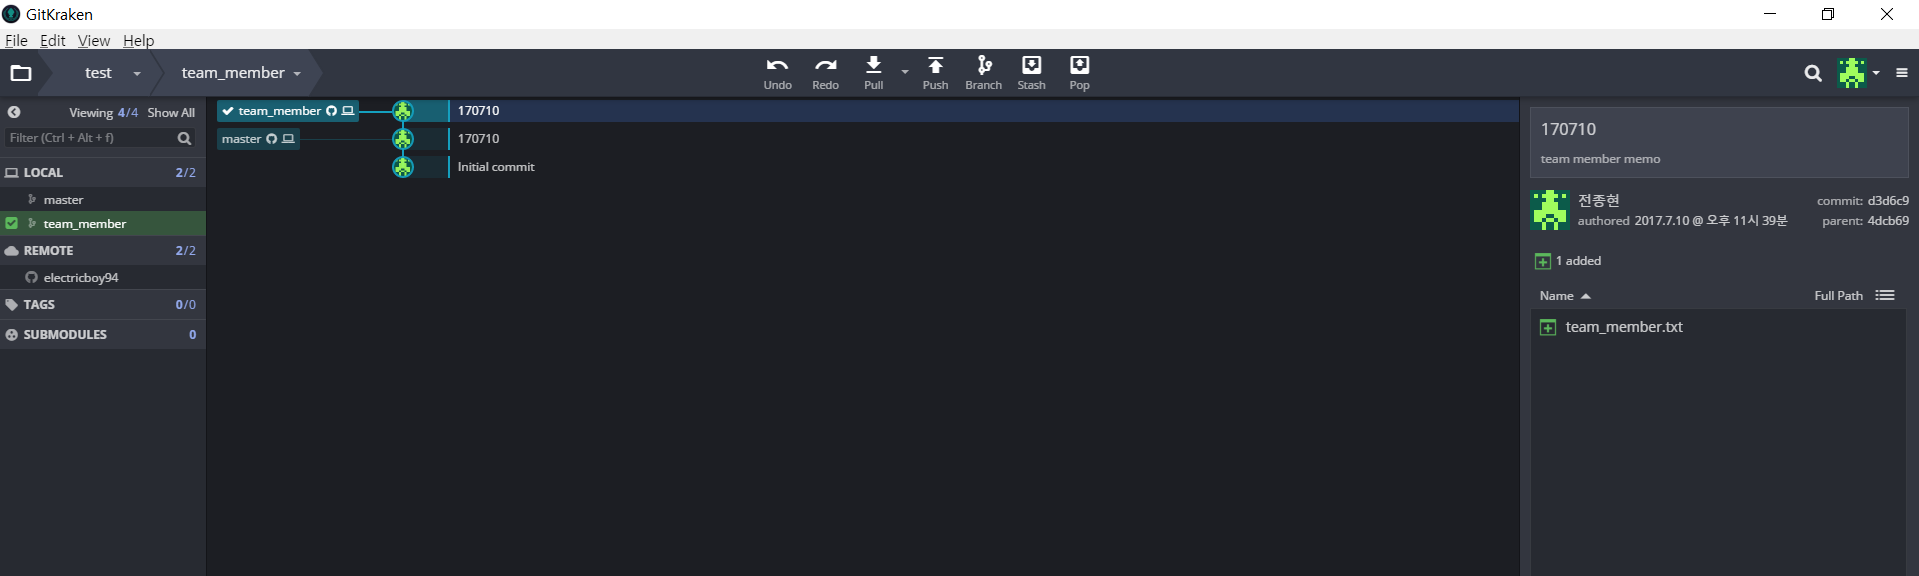 GitKraken
File Edit View Help
test team_member
Undo Redo Pull Push Branch Stash Pop
Viewing 4/4 Show All
Filter (Ctrl + Alt + f)
LOCAL 2/2
master
team_member
REMOTE 2/2
electricboy94
TAGS 0/0
SUBMODULES 0
team_member 170710
master 170710
Initial commit
170710
team member memo
전종현 commit: d3d6c9
authored 2017.7.10 @ 오후 11시 39분 parent: 4dcb69
1 added
Name Full Path
team_member.txt